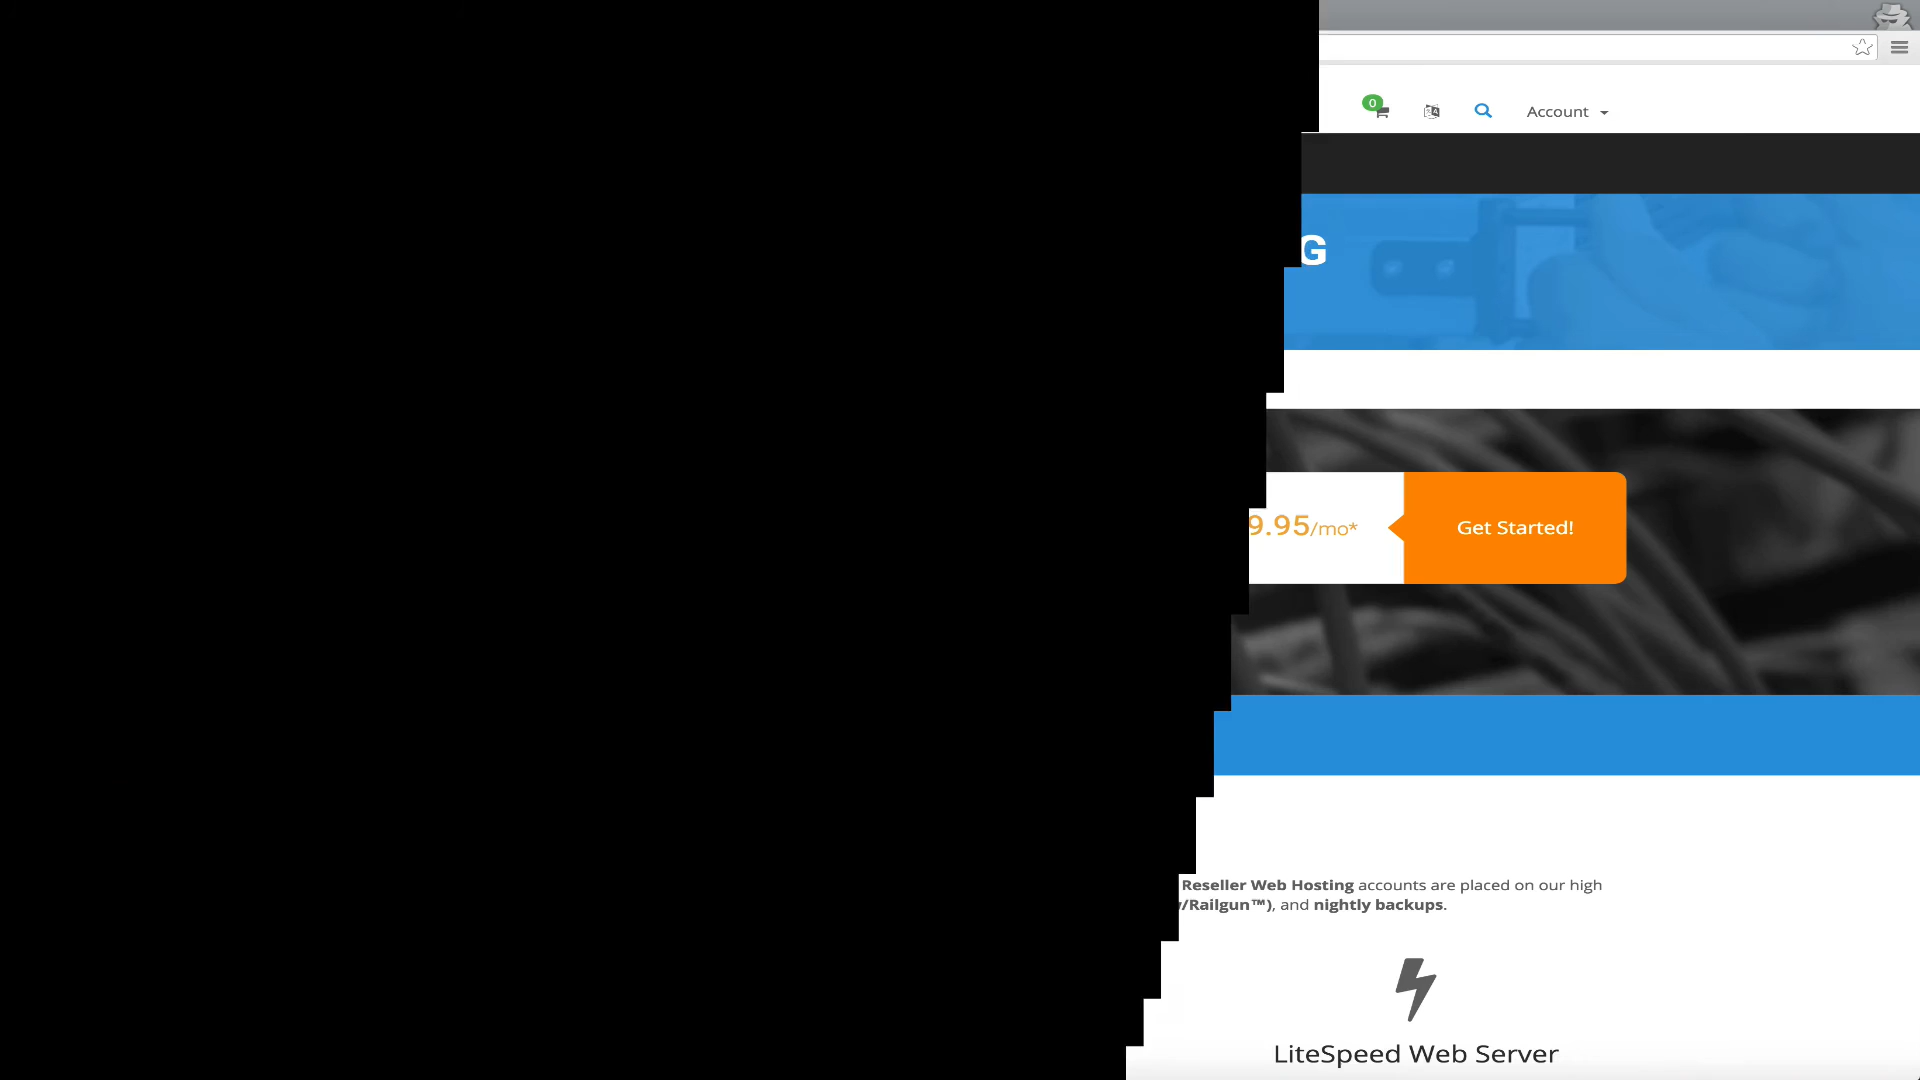 0
Account
G
9.95/mo*
Get Started!
Reseller Web Hosting accounts are placed on our high
/Railgun™), and nightly backups.
LiteSpeed Web Server